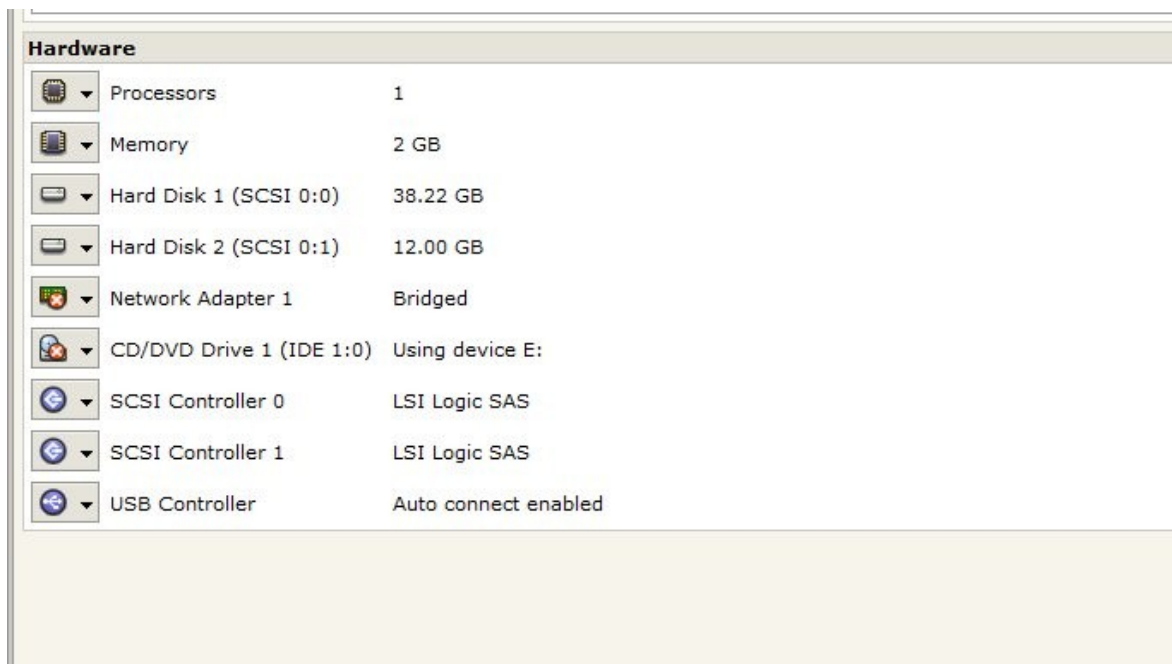 Hardware
Processors 1
Memory 2 GB
Hard Disk 1 (SCSI 0:0) 38.22 GB
Hard Disk 2 (SCSI 0:1) 12.00 GB
Network Adapter 1 Bridged
CD/DVD Drive 1 (IDE 1:0) Using device E:
SCSI Controller 0 LSI Logic SAS
SCSI Controller 1 LSI Logic SAS
USB Controller Auto connect enabled